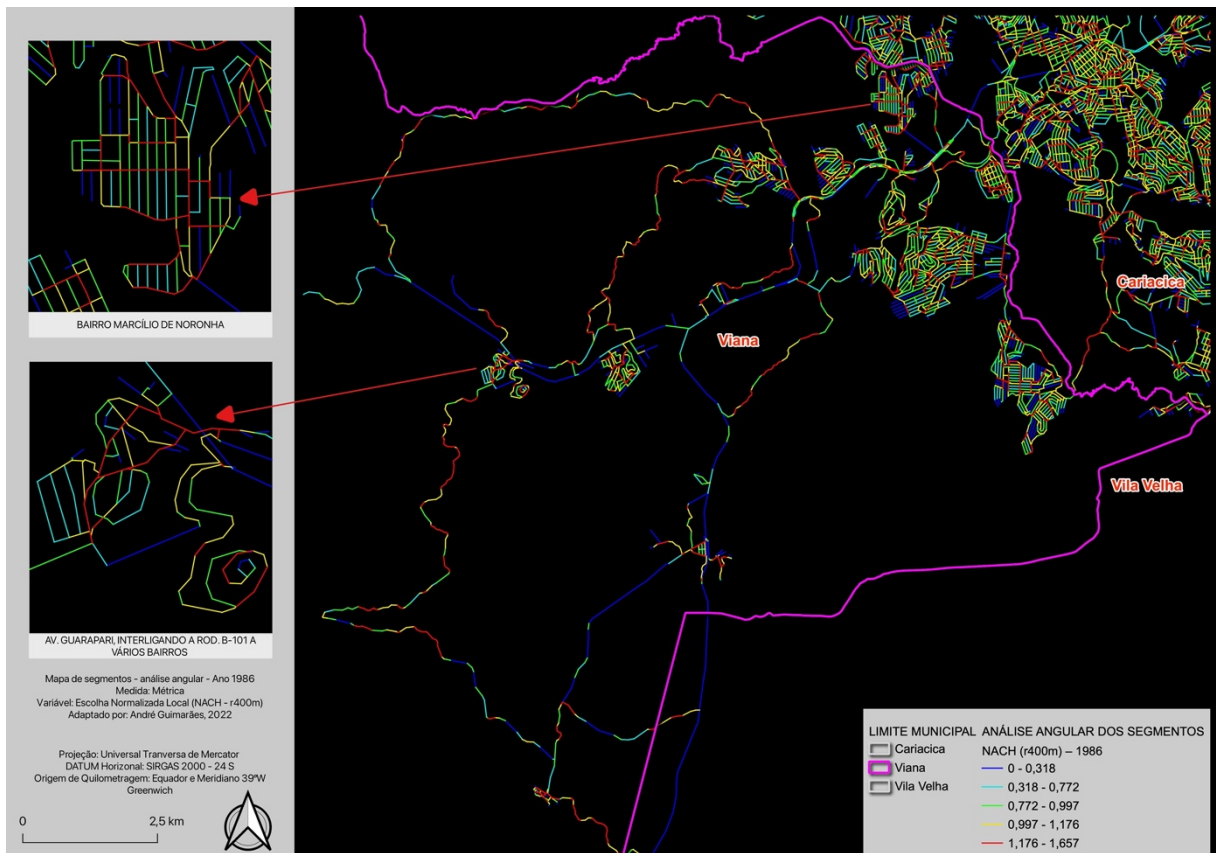 BAIRRO MARCÍLIO DE NORONHA
AV. GUARAPARI, INTERLIGANDO A ROD. B-101 A
VÁRIOS BAIRROS
Mapa de segmentos - análise angular - Ano 1986
Medida: Métrica
Variável: Escolha Normalizada Local (NACH - r400m)
Adaptado por: André Guimarães, 2022
Projeção: Universal Tranversa de Mercator
DATUM Horizonal: SIRGAS 2000 - 24 S
Origem de Quilometragem: Equador e Meridiano 39ºW
Greenwich
0 2,5 km
Cariacica
Viana
Vila Velha
LIMITE MUNICIPAL
Cariacica
Viana
Vila Velha
ANÁLISE ANGULAR DOS SEGMENTOS
NACH (r400m) – 1986
0 - 0,318
0,318 - 0,772
0,772 - 0,997
0,997 - 1,176
1,176 - 1,657